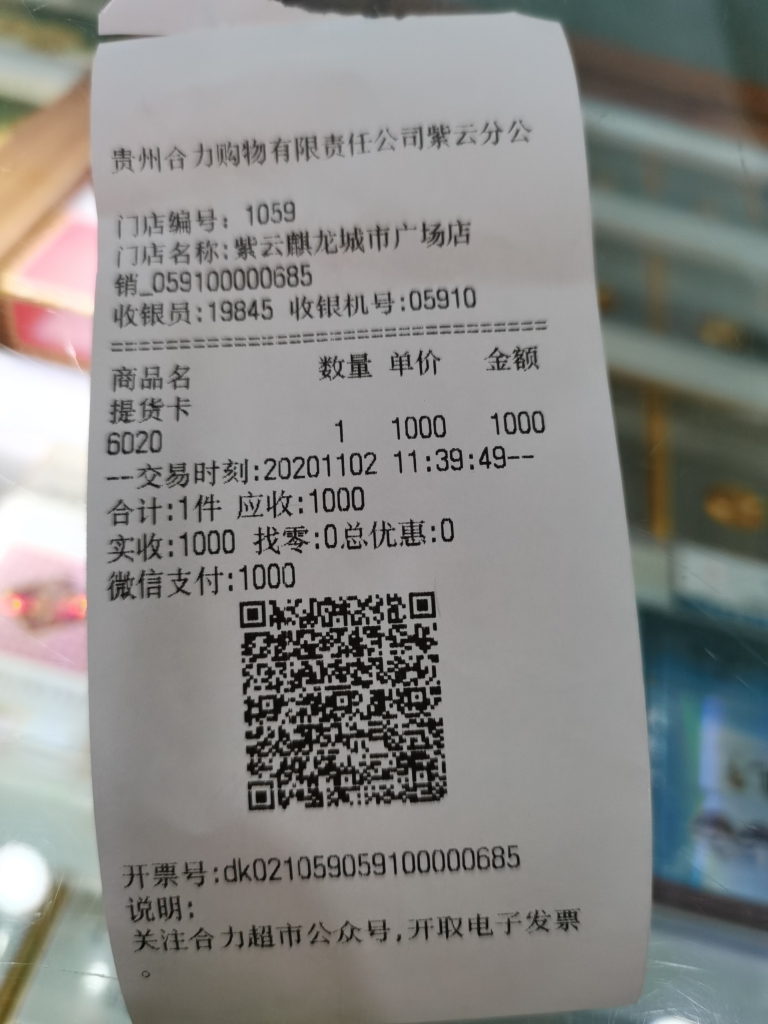 贵州合力购物有限责任公司紫云分公
门店编号: 1059
门店名称:紫云麒龙城市广场店
销_059100000685
收银员:19845 收银机号:05910
================================
商品名 数量 单价 金额
提货卡
6020 1 1000 1000
--交易时刻:20201102 11:39:49--
合计:1件 应收:1000
实收:1000 找零:0总优惠:0
微信支付:1000
开票号:dk021059059100000685
说明:
关注合力超市公众号,开取电子发票
。